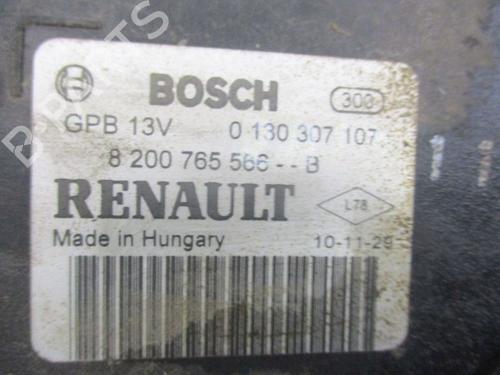 BOSCH 300
GPB 13V 0 130 307 107
8 200 765 566 -- B
RENAULT L78
Made in Hungary 10-11-29